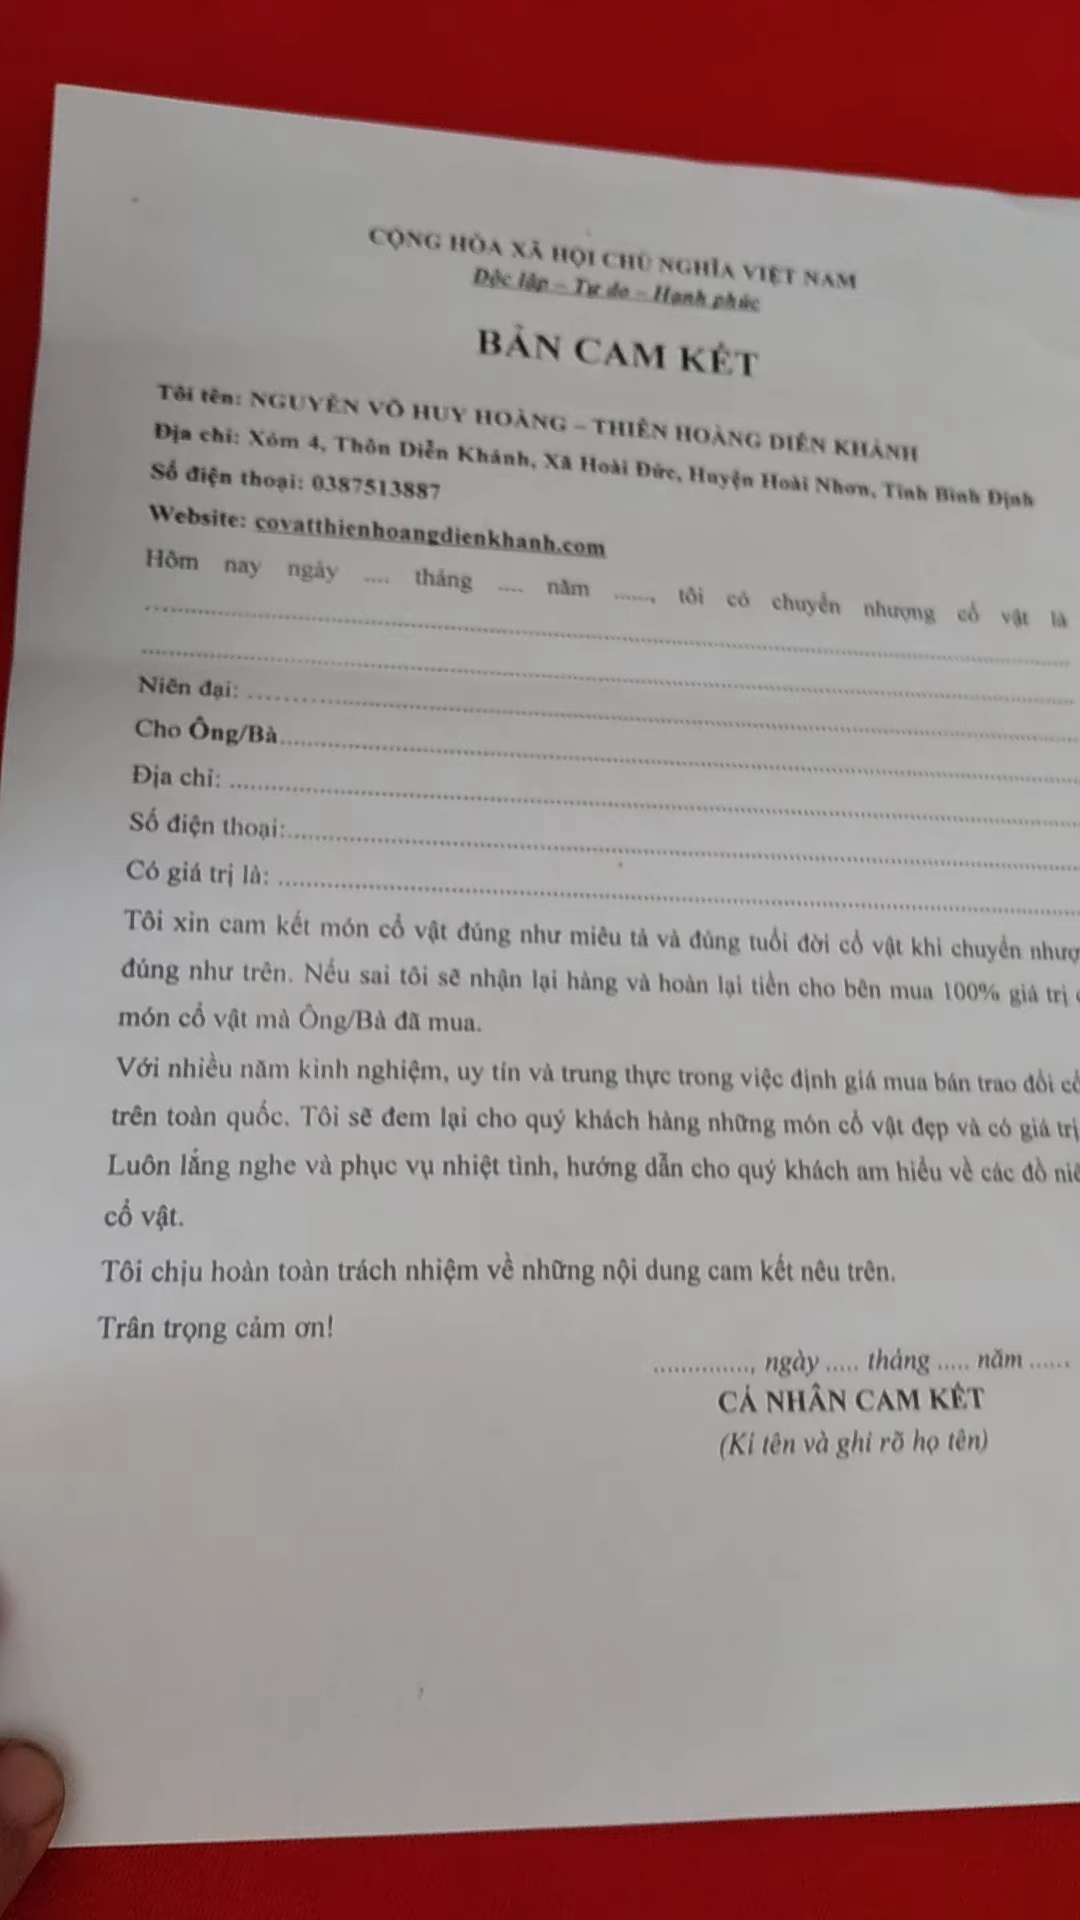 CỘNG HÒA XÃ HỘI CHỦ NGHĨA VIỆT NAM
Độc lập – Tự do – Hạnh phúc
BẢN CAM KẾT
Tôi tên: NGUYỄN VÕ HUY HOÀNG – THIÊN HOÀNG DIỄN KHÁNH
Địa chỉ: Xóm 4, Thôn Diễn Khánh, Xã Hoài Đức, Huyện Hoài Nhơn, Tỉnh Bình Định
Số điện thoại: 0387513887
Website: covatthienhoangdienkhanh.com
Hôm nay ngày .... tháng .... năm ......, tôi có chuyển nhượng cổ vật là
Niên đại:
Cho Ông/Bà
Địa chỉ:
Số điện thoại:
Có giá trị là:
Tôi xin cam kết món cổ vật đúng như miêu tả và đúng tuổi đời cổ vật khi chuyển
đúng như trên. Nếu sai tôi sẽ nhận lại hàng và hoàn lại tiền cho bên mua 100% giá trị
món cổ vật mà Ông/Bà đã mua.
Với nhiều năm kinh nghiệm, uy tín và trung thực trong việc định giá mua bán trao đổi
trên toàn quốc. Tôi sẽ đem lại cho quý khách hàng những món cổ vật đẹp và có giá trị
Luôn lắng nghe và phục vụ nhiệt tình, hướng dẫn cho quý khách am hiểu về các đồ
cổ vật.
Tôi chịu hoàn toàn trách nhiệm về những nội dung cam kết nêu trên.
Trân trọng cảm ơn!
..............., ngày ..... tháng ..... năm ......
CÁ NHÂN CAM KẾT
(Kí tên và ghi rõ họ tên)